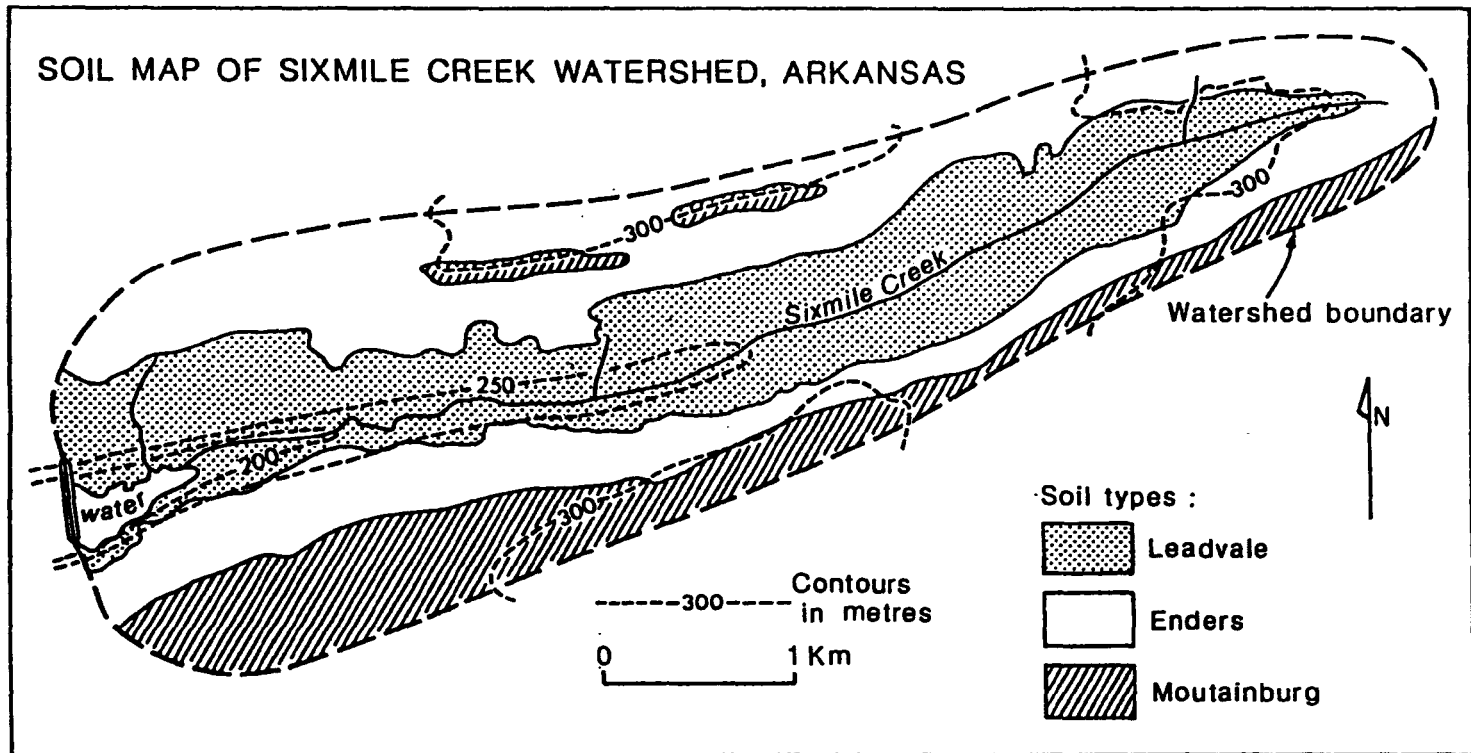 SOIL MAP OF SIXMILE CREEK WATERSHED, ARKANSAS
300
300
300
Sixmile Creek
Watershed boundary
250
N
200
water
300
Soil types :
Leadvale
Contours
300
in metres
Enders
0 1 Km
Moutainburg